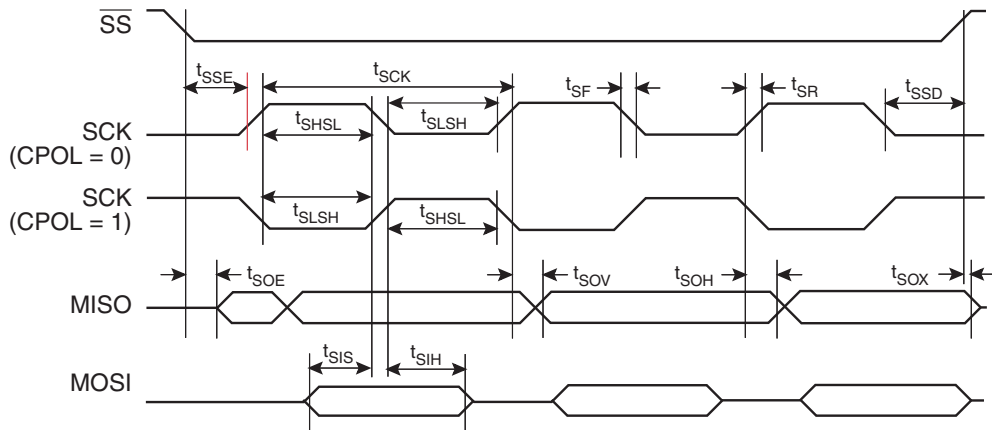 SS
tSSE
tSCK
tSF
tSR
tSSD
tSHSL
tSLSH
SCK
(CPOL = 0)
SCK
(CPOL = 1)
tSLSH
tSHSL
tSOE
tSOV
tSOH
tSOX
MISO
tSIS
tSIH
MOSI